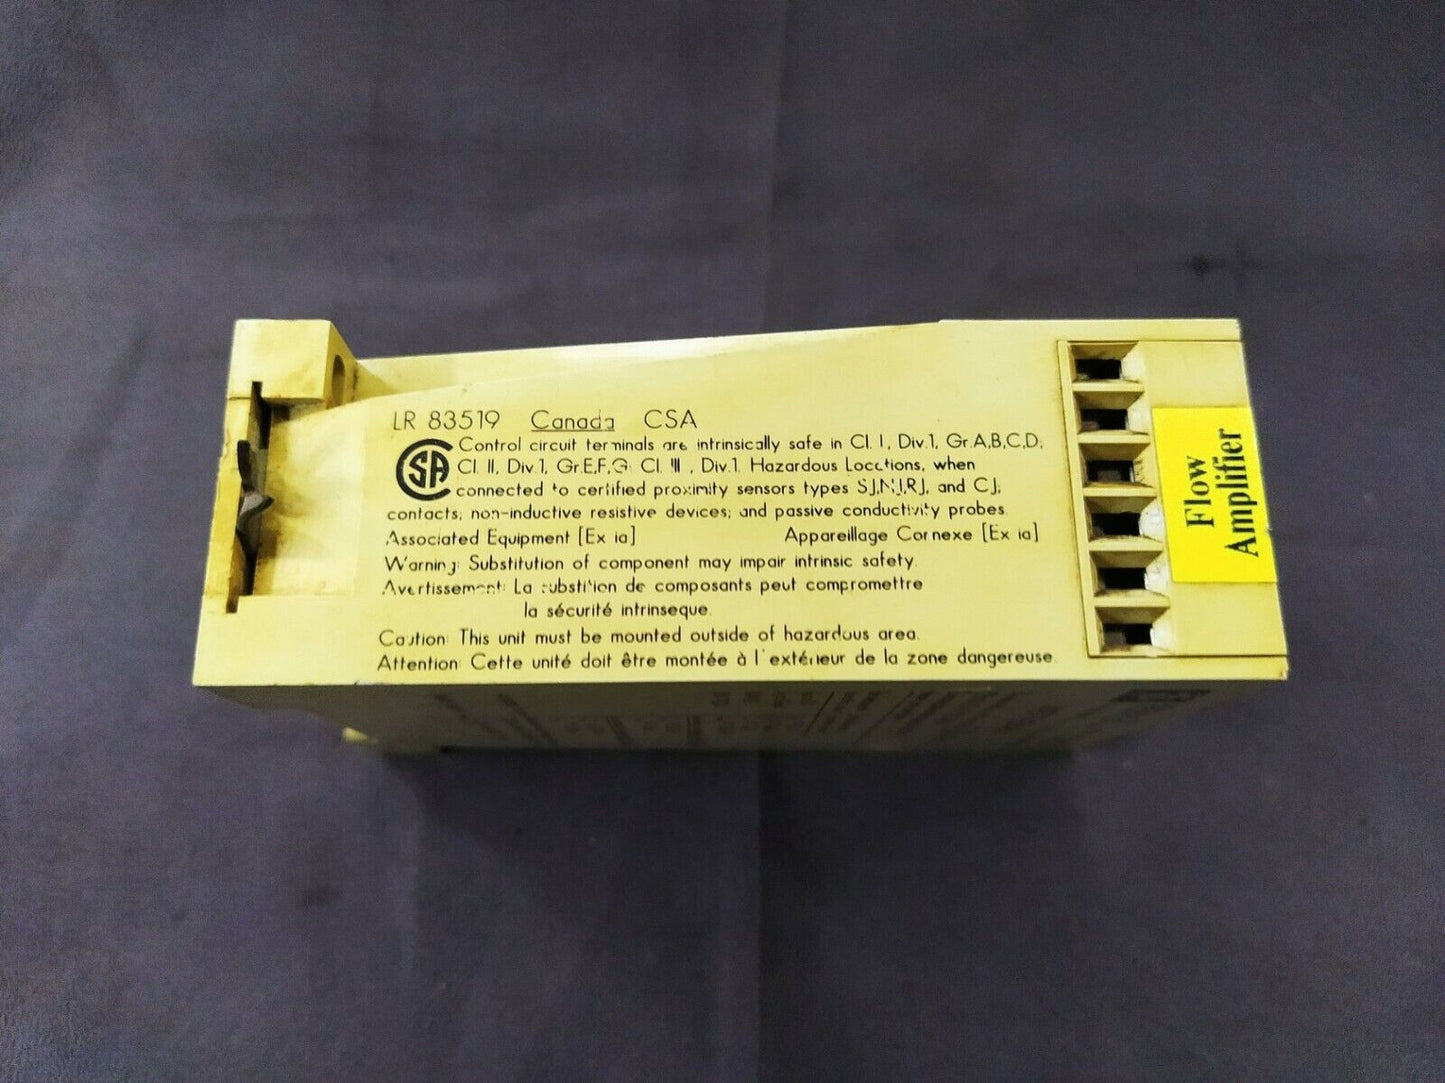 LR 83519 Canada CSA
SA Control circuit terminals are intrinsically safe in Cl. I, Div.1, Gr.A,B,C,D;
Cl. II, Div.1, Gr.E,F,G; Cl. III, Div.1. Hazardous Locations, when
connected to certified proximity sensors types SJ,NJ,RJ, and CJ;
contacts; non-inductive resistive devices; and passive conductivity probes.
Associated Equipment [Ex ia] Appareillage Connexe [Ex ia]
Warning: Substitution of component may impair intrinsic safety.
Avertissement: La substition de composants peut compromettre
la sécurité intrinseque.
Caution: This unit must be mounted outside of hazardous area.
Attention: Cette unité doit être montée à l'extérieur de la zone dangereuse.
Flow
Amplifier